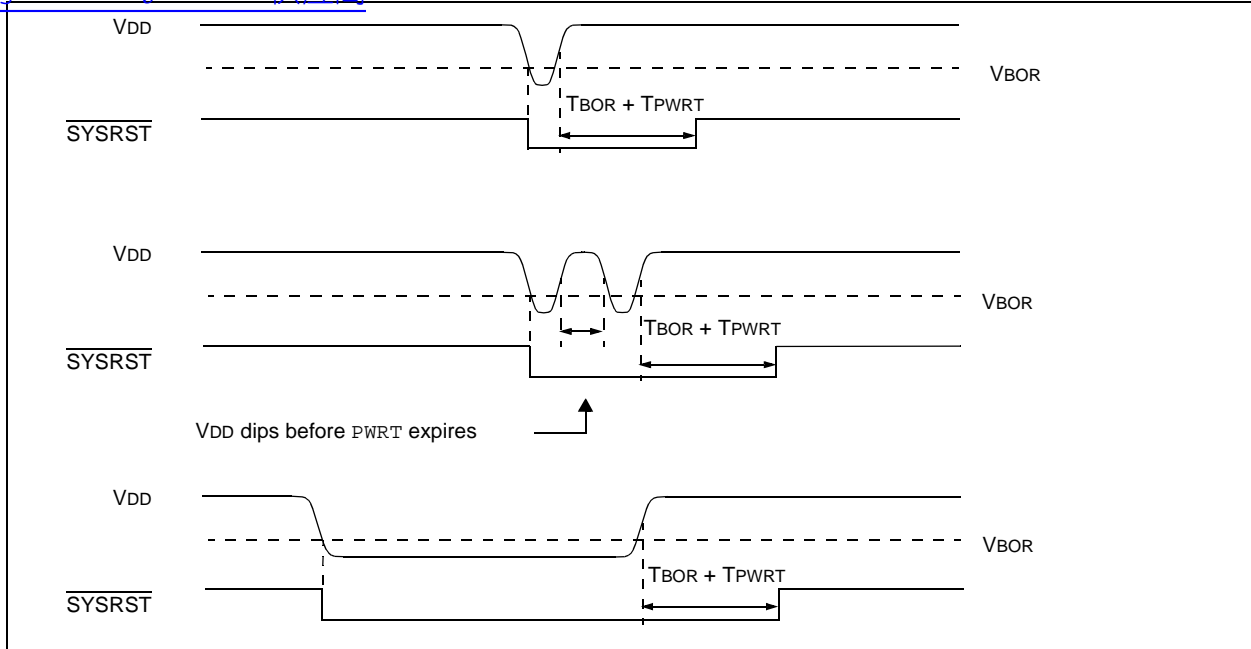 VDD
VBOR
TBOR + TPWRT
SYSRST
VDD
VBOR
TBOR + TPWRT
SYSRST
VDD dips before PWRT expires
VDD
VBOR
TBOR + TPWRT
SYSRST